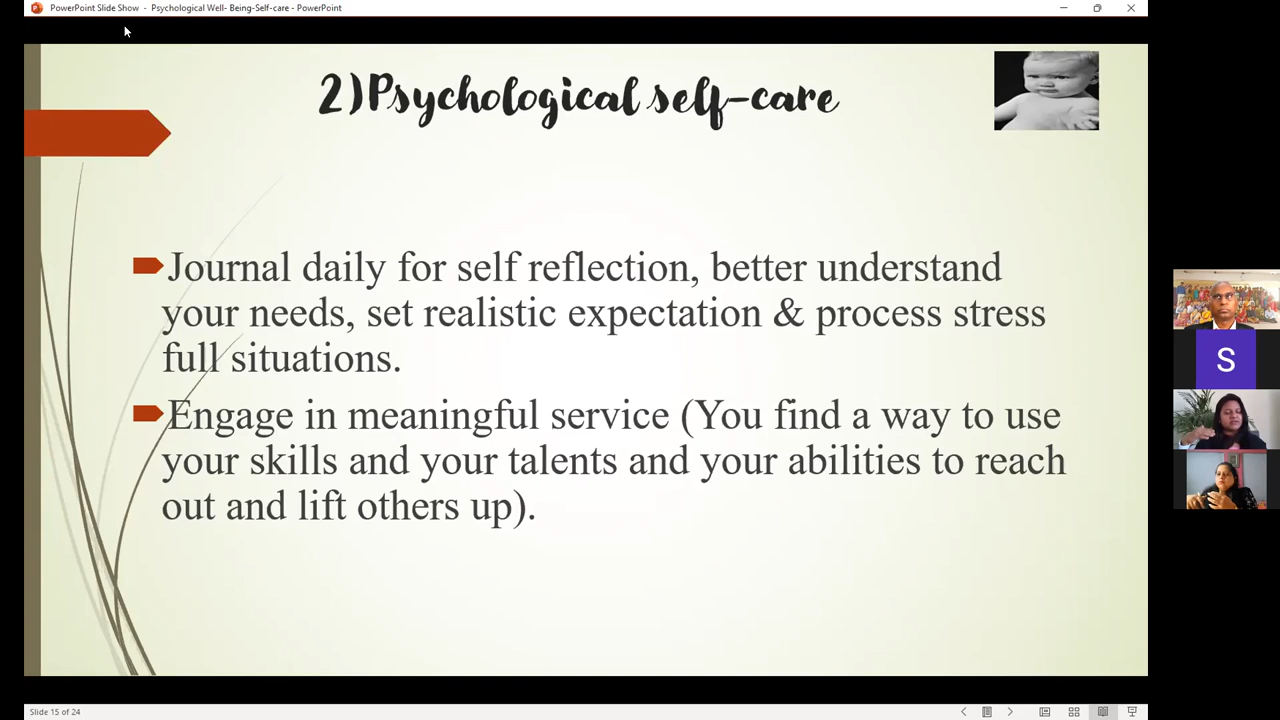 PowerPoint Slide Show - Psychological Well- Being-Self-care - PowerPoint
2)Psychological self-care
Journal daily for self reflection, better understand
your needs, set realistic expectation & process stress
full situations.
Engage in meaningful service (You find a way to use
your skills and your talents and your abilities to reach
out and lift others up).
S
Slide 15 of 24